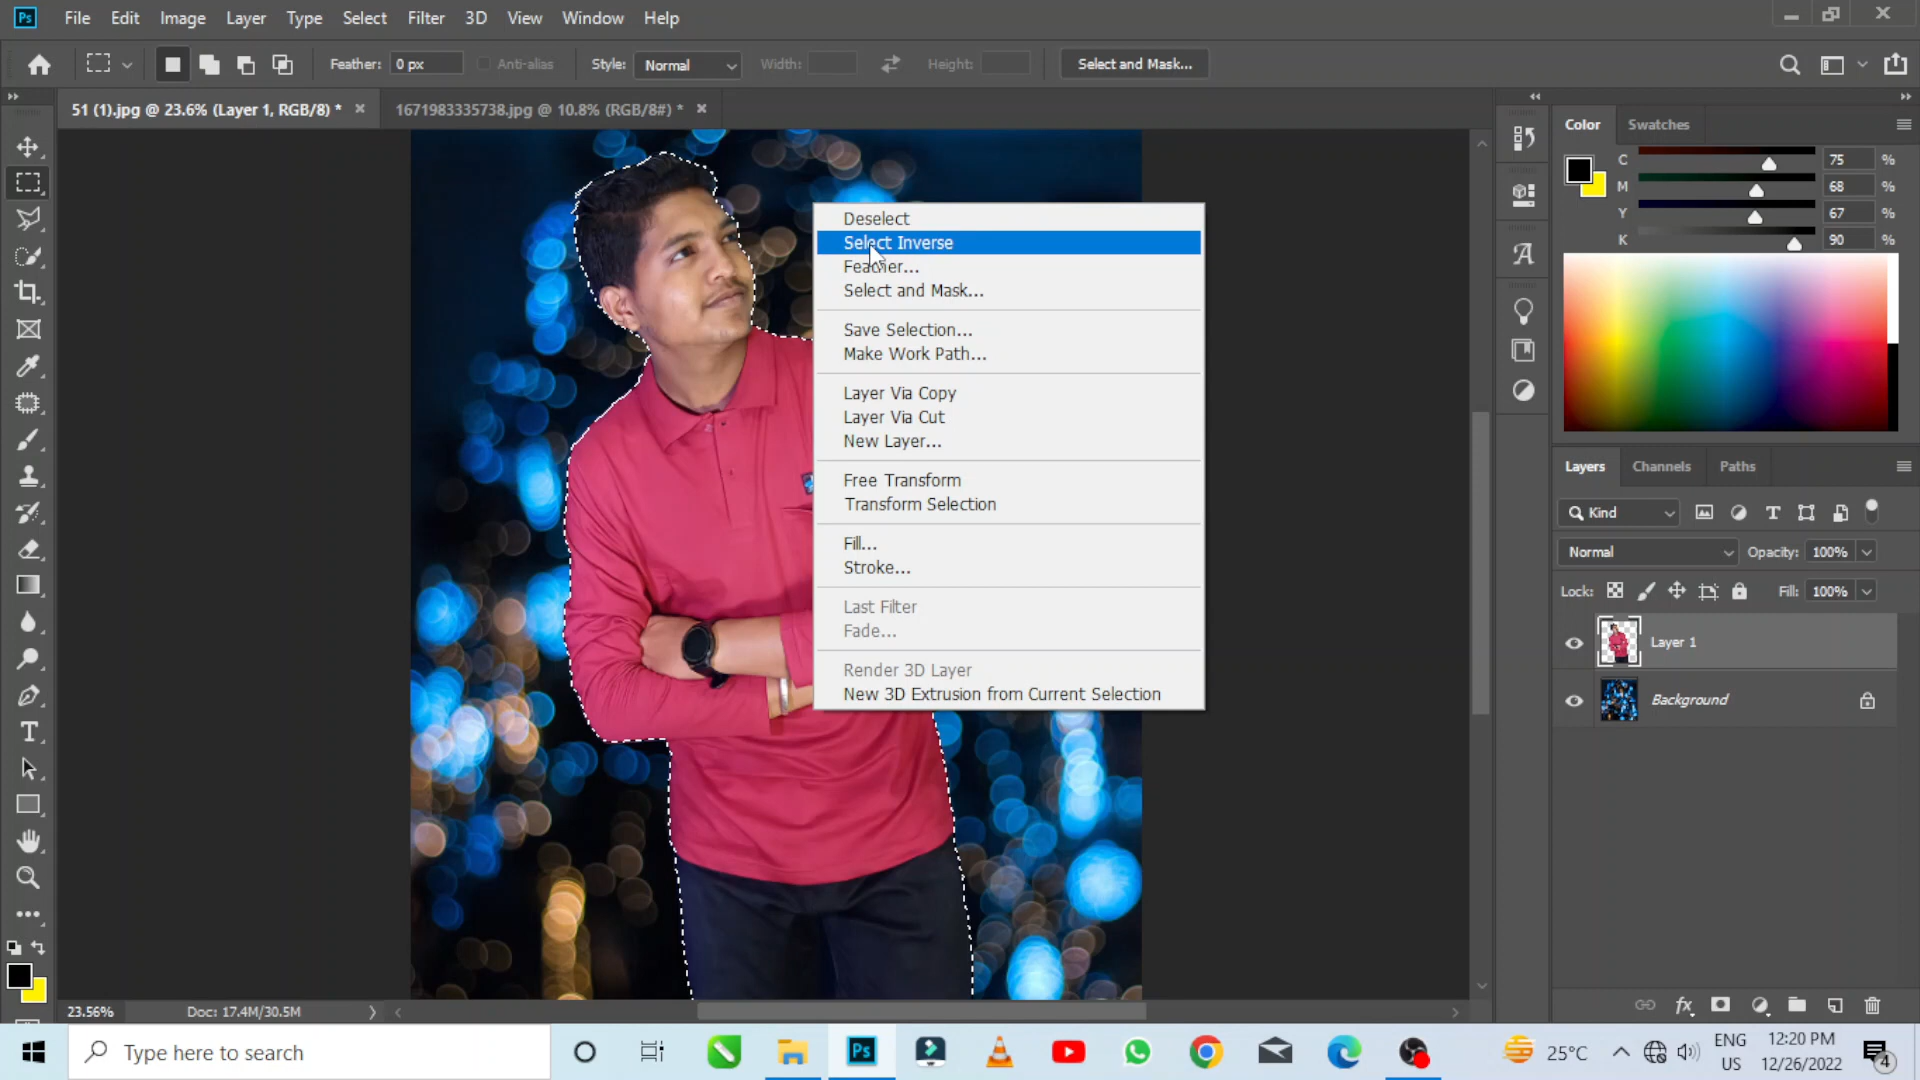 Ps File Edit Image Layer Type Select Filter 3D View Window Help
Feather: 0 px Anti-alias Style: Normal Width: Height: Select and Mask...
51 (1).jpg @ 23.6% (Layer 1, RGB/8) * 1671983335738.jpg @ 10.8% (RGB/8#) *
Color Swatches
C 75 %
M 68 %
Y 67 %
K 90 %
Deselect
Select Inverse
Feather...
Select and Mask...
Save Selection...
Make Work Path...
Layer Via Copy
Layer Via Cut
New Layer...
Free Transform
Transform Selection
Fill...
Stroke...
Last Filter
Fade...
Render 3D Layer
New 3D Extrusion from Current Selection
Layers Channels Paths
Kind
Normal Opacity: 100%
Lock: Fill: 100%
Layer 1
Background
23.56% Doc: 17.4M/30.5M
Type here to search
Ps
25°C
ENG
US
12:20 PM
12/26/2022
4